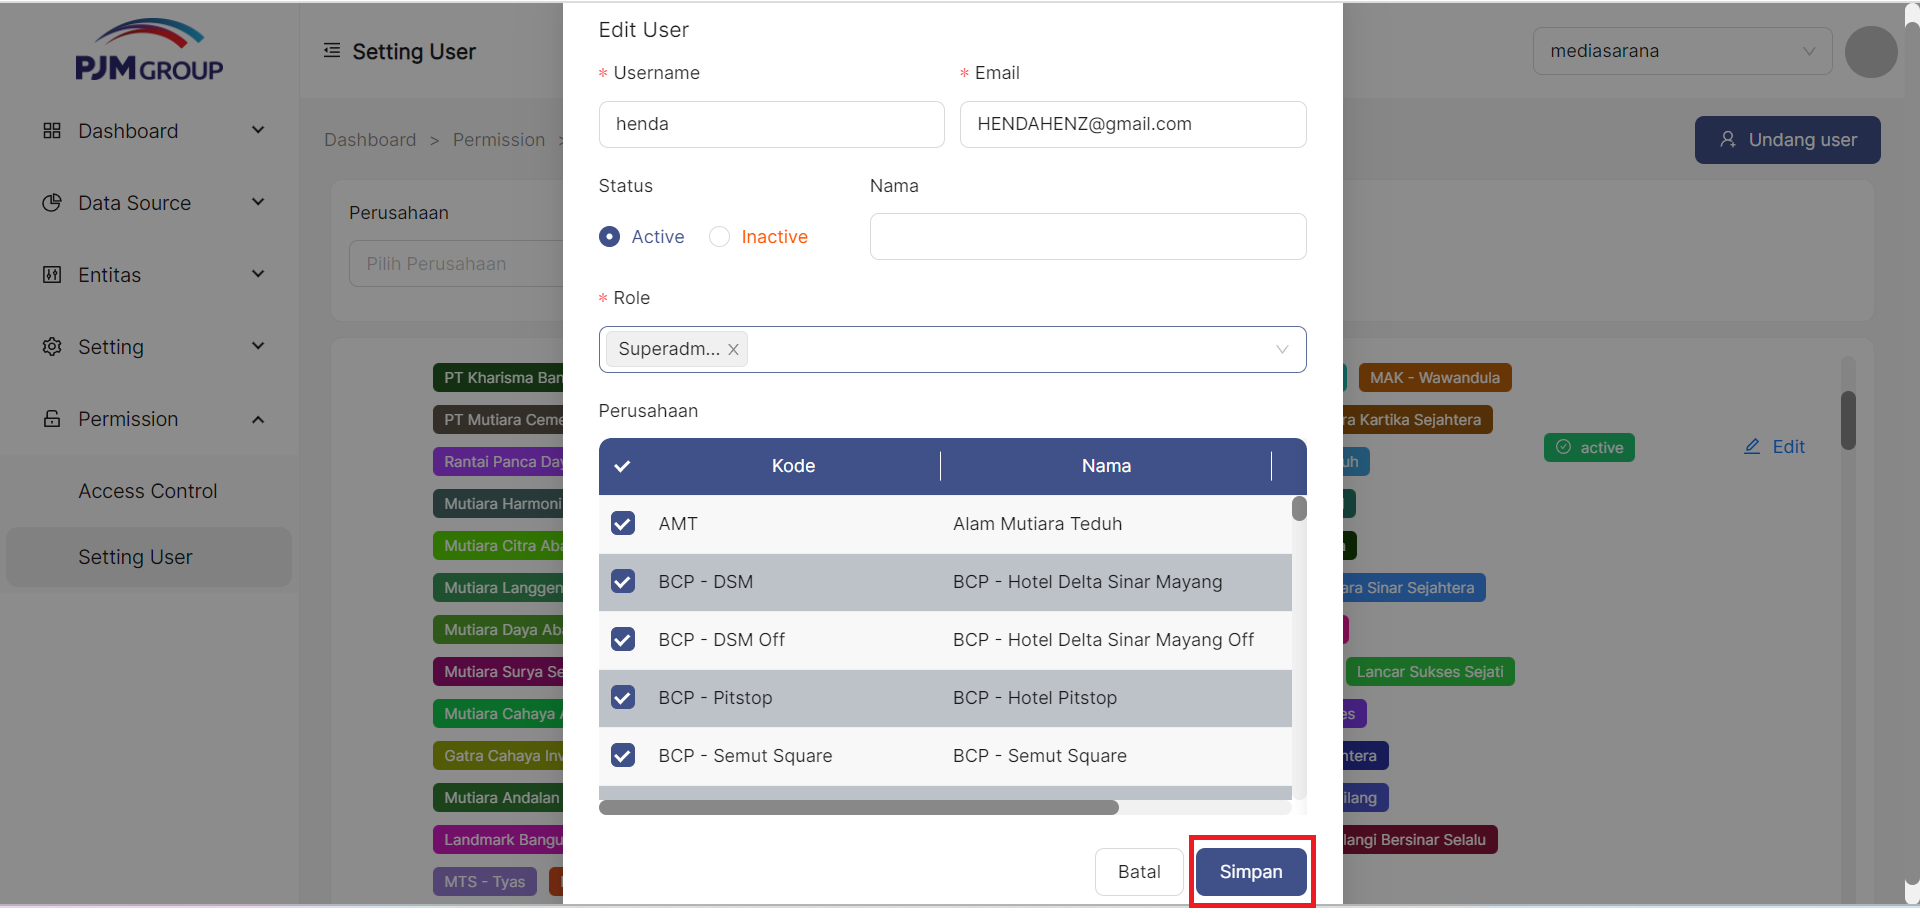 PJM GROUP
Dashboard
Data Source
Entitas
Setting
Permission
Access Control
Setting User
Setting User
mediasarana
Dashboard > Permission >
Undang user
Perusahaan
Pilih Perusahaan
PT Kharisma Ban
PT Mutiara Ceme
Rantai Panca Day
Mutiara Harmoni
Mutiara Citra Aba
Mutiara Langgen
Mutiara Daya Aba
Mutiara Surya Se
Mutiara Cahaya
Gatra Cahaya Inv
Mutiara Andalan
Landmark Bangu
MTS - Tyas
Edit User
* Username
henda
* Email
HENDAHENZ@gmail.com
Status
Active
Inactive
Nama
* Role
Superadm...
Perusahaan
Kode Nama
AMT Alam Mutiara Teduh
BCP - DSM BCP - Hotel Delta Sinar Mayang
BCP - DSM Off BCP - Hotel Delta Sinar Mayang Off
BCP - Pitstop BCP - Hotel Pitstop
BCP - Semut Square BCP - Semut Square
Batal
Simpan
MAK - Wawandula
ra Kartika Sejahtera
uh
ara Sinar Sejahtera
Lancar Sukses Sejati
es
htera
ilang
langi Bersinar Selalu
active
Edit